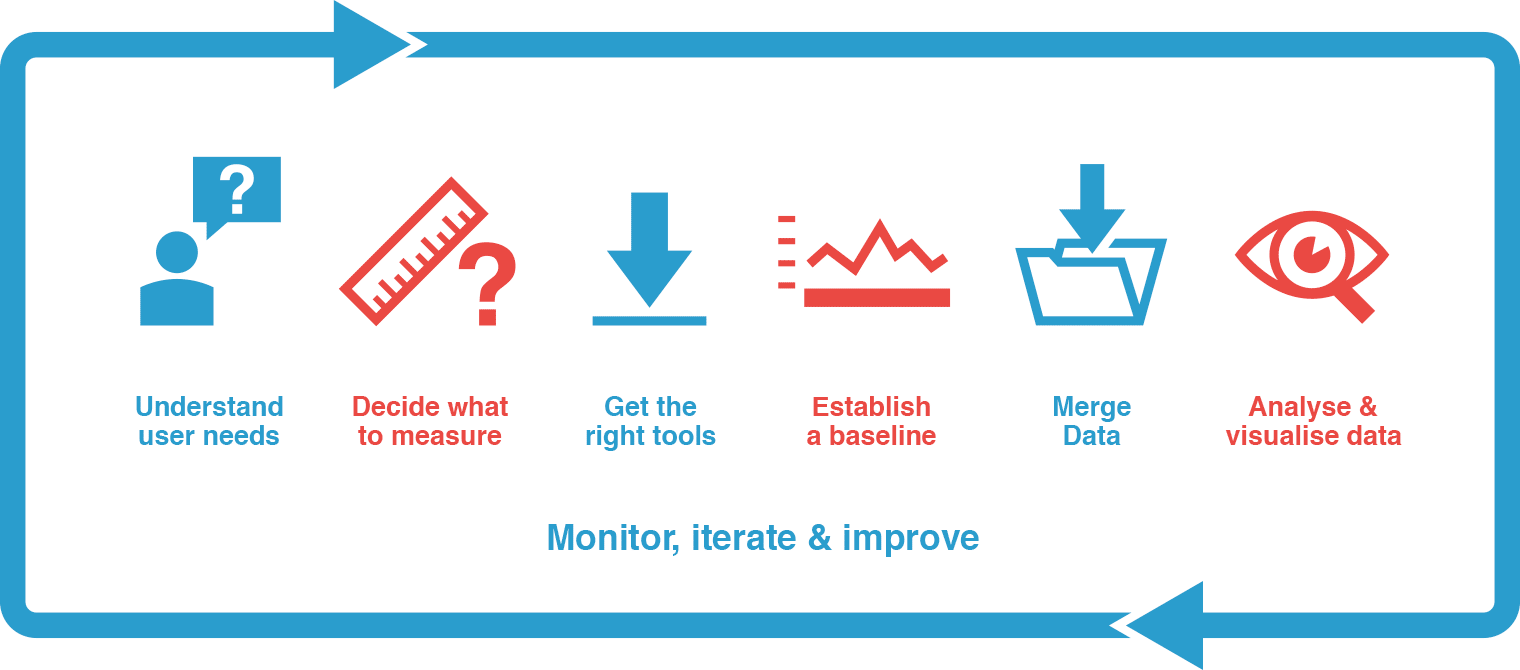 ?
?
Understand
user needs
Decide what
to measure
Get the
right tools
Establish
a baseline
Merge
Data
Analyse &
visualise data
Monitor, iterate & improve